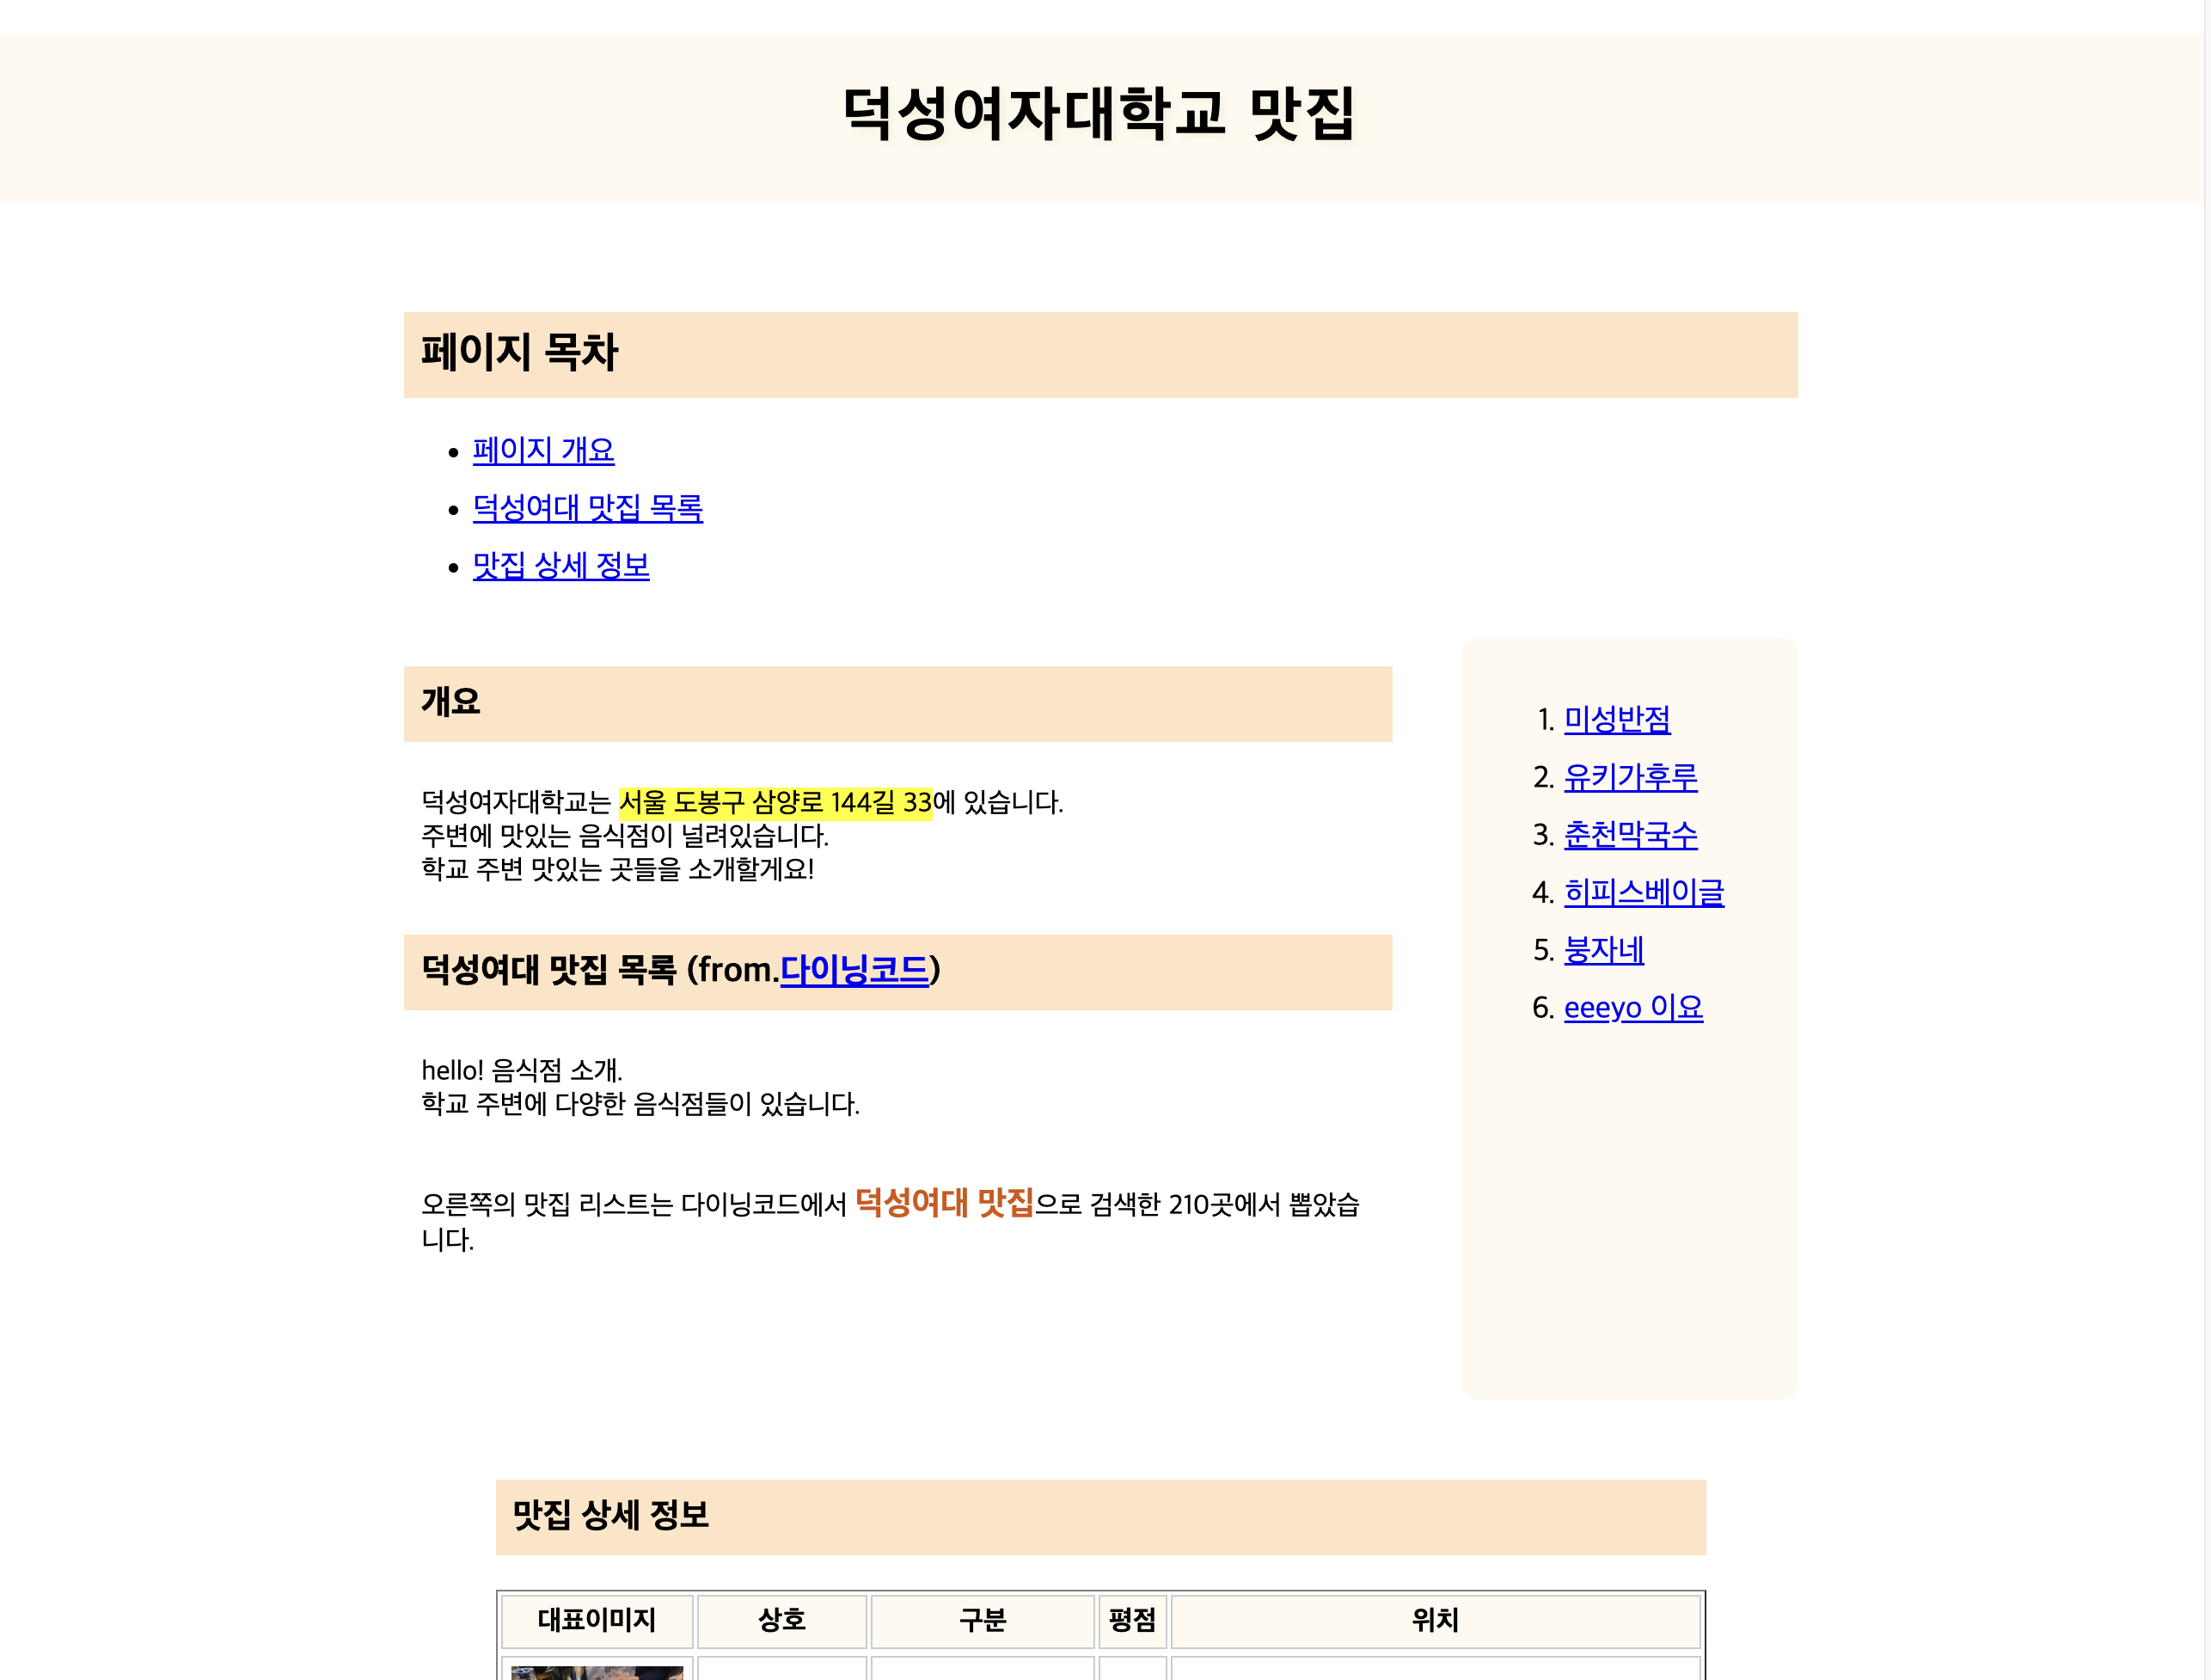 덕성여자대학교 맛집
페이지 목차
페이지 개요
덕성여대 맛집 목록
맛집 상세 정보
개요
덕성여자대학교는 서울 도봉구 삼양로 144길 33에 있습니다.
주변에 맛있는 음식점이 널려있습니다.
학교 주변 맛있는 곳들을 소개할게요!
덕성여대 맛집 목록 (from.다이닝코드)
hello! 음식점 소개.
학교 주변에 다양한 음식점들이 있습니다.
오른쪽의 맛집 리스트는 다이닝코드에서 덕성여대 맛집으로 검색한 210곳에서 뽑았습
니다.
1. 미성반점
2. 유키가후루
3. 춘천막국수
4. 히피스베이글
5. 붕자네
6. eeeyo 이요
맛집 상세 정보
대표이미지 상호 구분 평점 위치